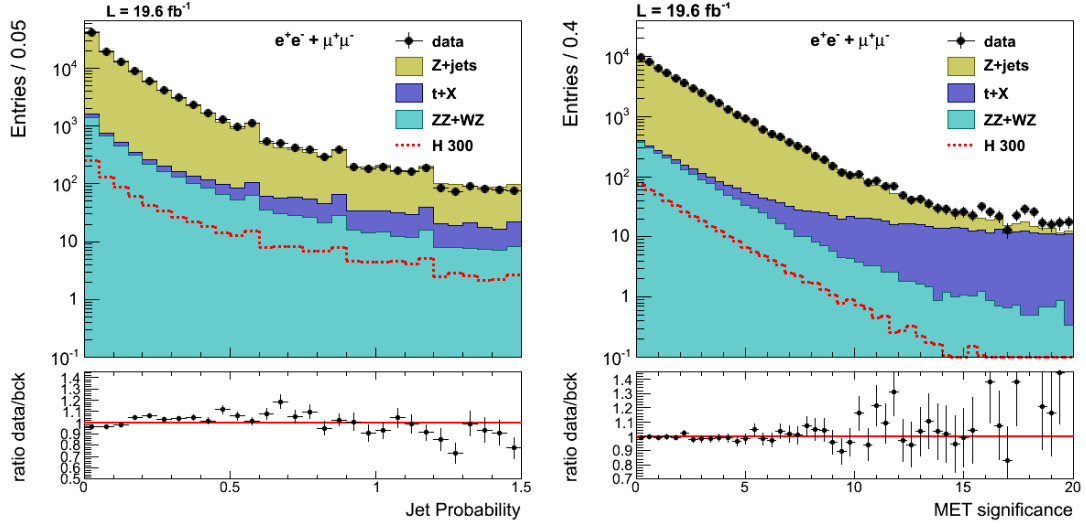 L = 19.6 fb⁻¹
Entries / 0.05
10⁴
10³
10²
10
1
10⁻¹
e⁺e⁻ + μ⁺μ⁻
data
Z+jets
t+X
ZZ+WZ
H 300
ratio data/bck
1.4
1.3
1.2
1.1
1
0.9
0.8
0.7
0.6
0.5
0
0.5
1
1.5
Jet Probability
L = 19.6 fb⁻¹
Entries / 0.4
10⁴
10³
10²
10
1
10⁻¹
e⁺e⁻ + μ⁺μ⁻
data
Z+jets
t+X
ZZ+WZ
H 300
ratio data/bck
1.4
1.3
1.2
1.1
1
0.9
0.8
0.7
0
5
10
15
20
MET significance